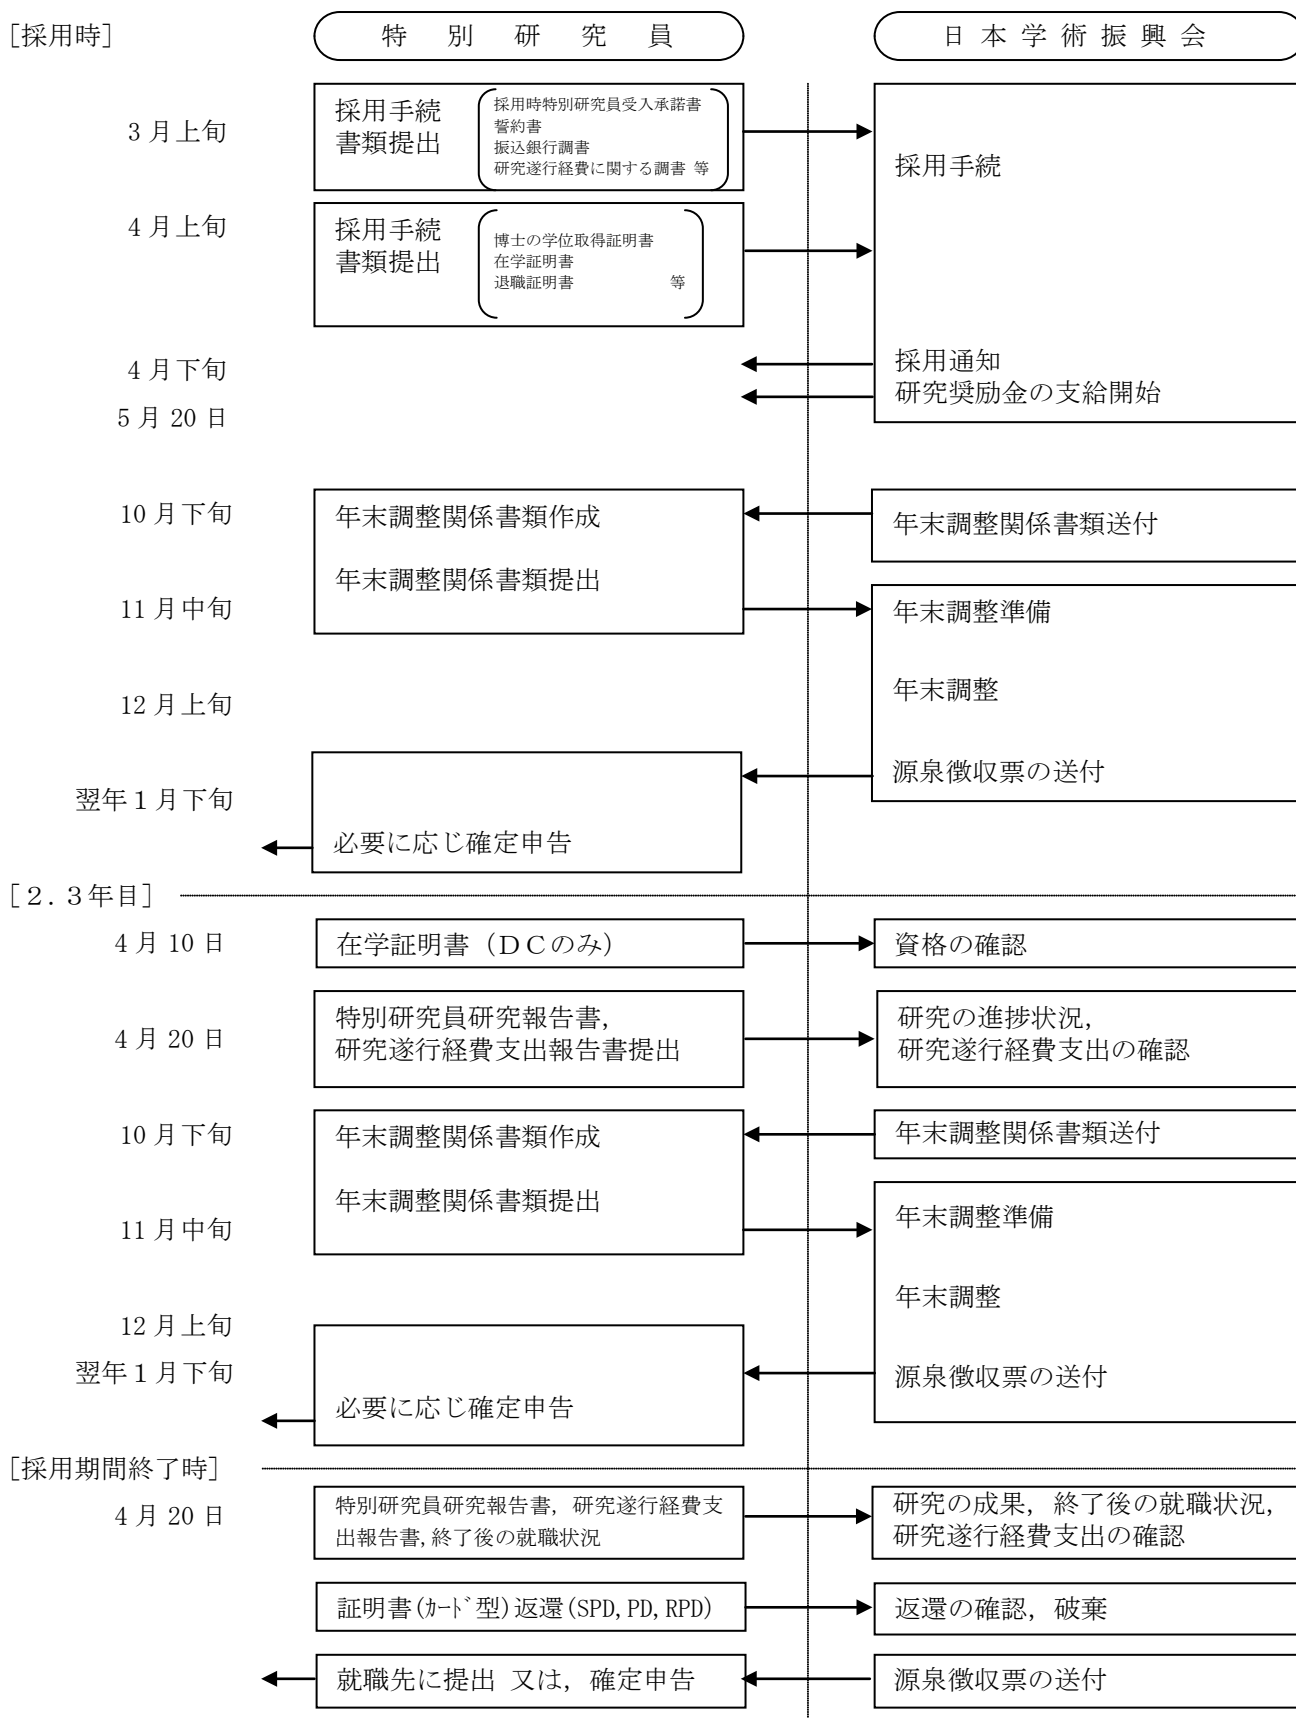 [採用時]
特別研究員
日本学術振興会
3月上旬
採用手続
書類提出
採用時特別研究員受入承諾書
誓約書
振込銀行調書
研究遂行経費に関する調書 等
採用手続
4月上旬
採用手続
書類提出
博士の学位取得証明書
在学証明書
退職証明書 等
4月下旬
採用通知
5月20日
研究奨励金の支給開始
10月下旬
年末調整関係書類作成
年末調整関係書類送付
年末調整関係書類提出
11月中旬
年末調整準備
12月上旬
年末調整
翌年1月下旬
源泉徴収票の送付
必要に応じ確定申告
[2.3年目]
4月10日
在学証明書(DCのみ)
資格の確認
4月20日
特別研究員研究報告書,
研究遂行経費支出報告書提出
研究の進捗状況,
研究遂行経費支出の確認
10月下旬
年末調整関係書類作成
年末調整関係書類送付
年末調整関係書類提出
11月中旬
年末調整準備
年末調整
12月上旬
翌年1月下旬
源泉徴収票の送付
必要に応じ確定申告
[採用期間終了時]
4月20日
特別研究員研究報告書, 研究遂行経費支
出報告書,終了後の就職状況
研究の成果, 終了後の就職状況,
研究遂行経費支出の確認
証明書(ｶｰﾄﾞ型)返還(SPD,PD,RPD)
返還の確認, 破棄
就職先に提出 又は, 確定申告
源泉徴収票の送付